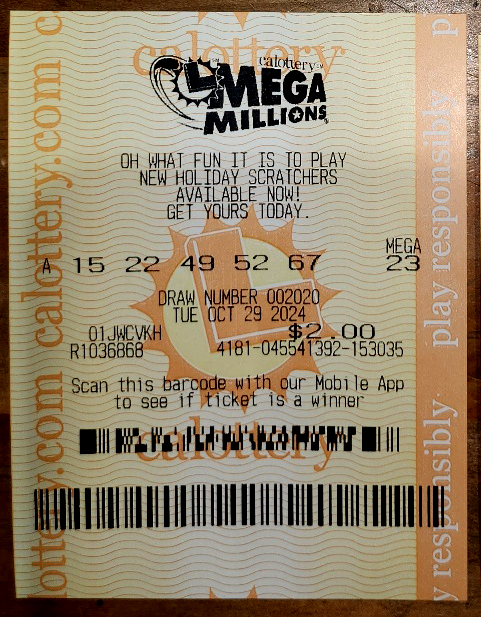 calottery
calottery
MEGA
MILLIONS
OH WHAT FUN IT IS TO PLAY
NEW HOLIDAY SCRATCHERS
AVAILABLE NOW!
GET YOURS TODAY.
MEGA
A 15 22 49 52 67 23
DRAW NUMBER 002020
TUE OCT 29 2024
01JWCVKH $2.00
R1036868 4181-045541392-153035
Scan this barcode with our Mobile App
to see if ticket is a winner
calottery
lottery.com calottery.com c
y responsibly play responsibly p